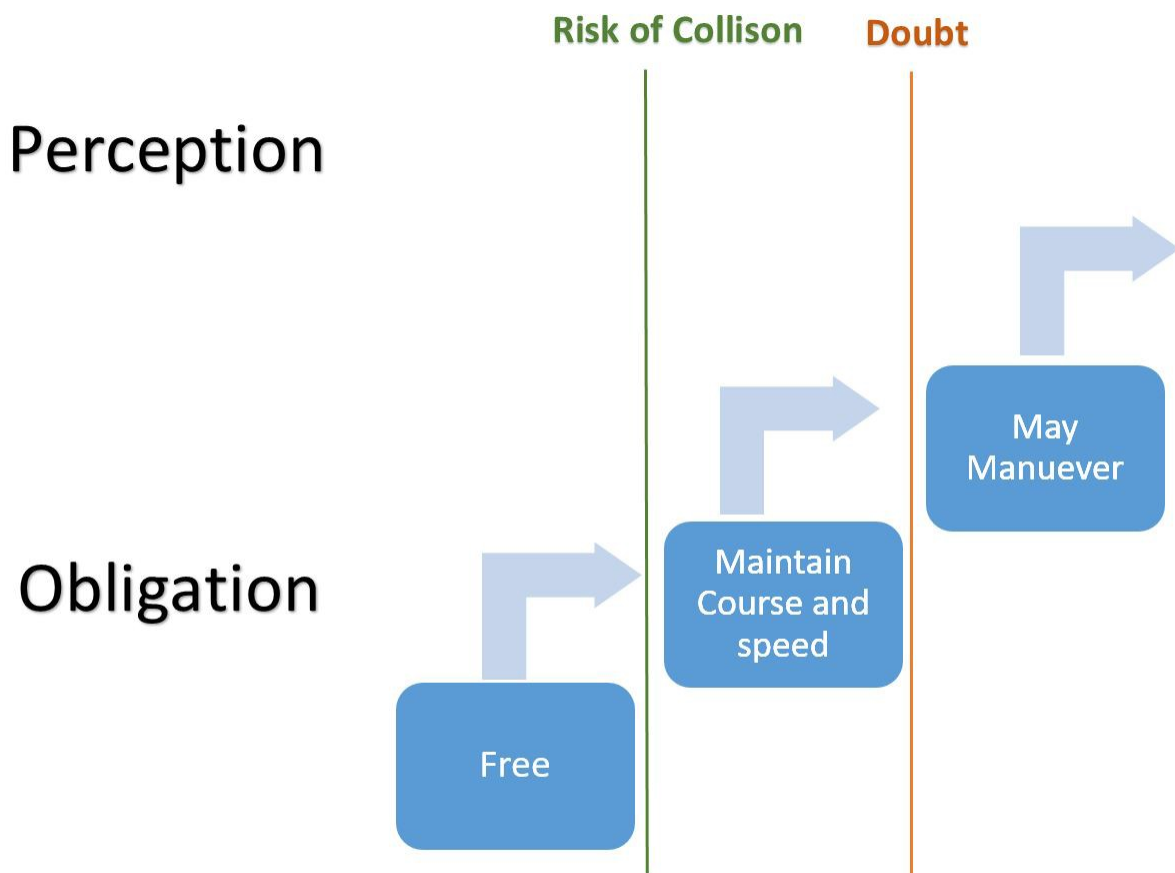 Risk of Collison
Doubt
Perception
May
Manuever
Maintain
Course and
speed
Obligation
Free